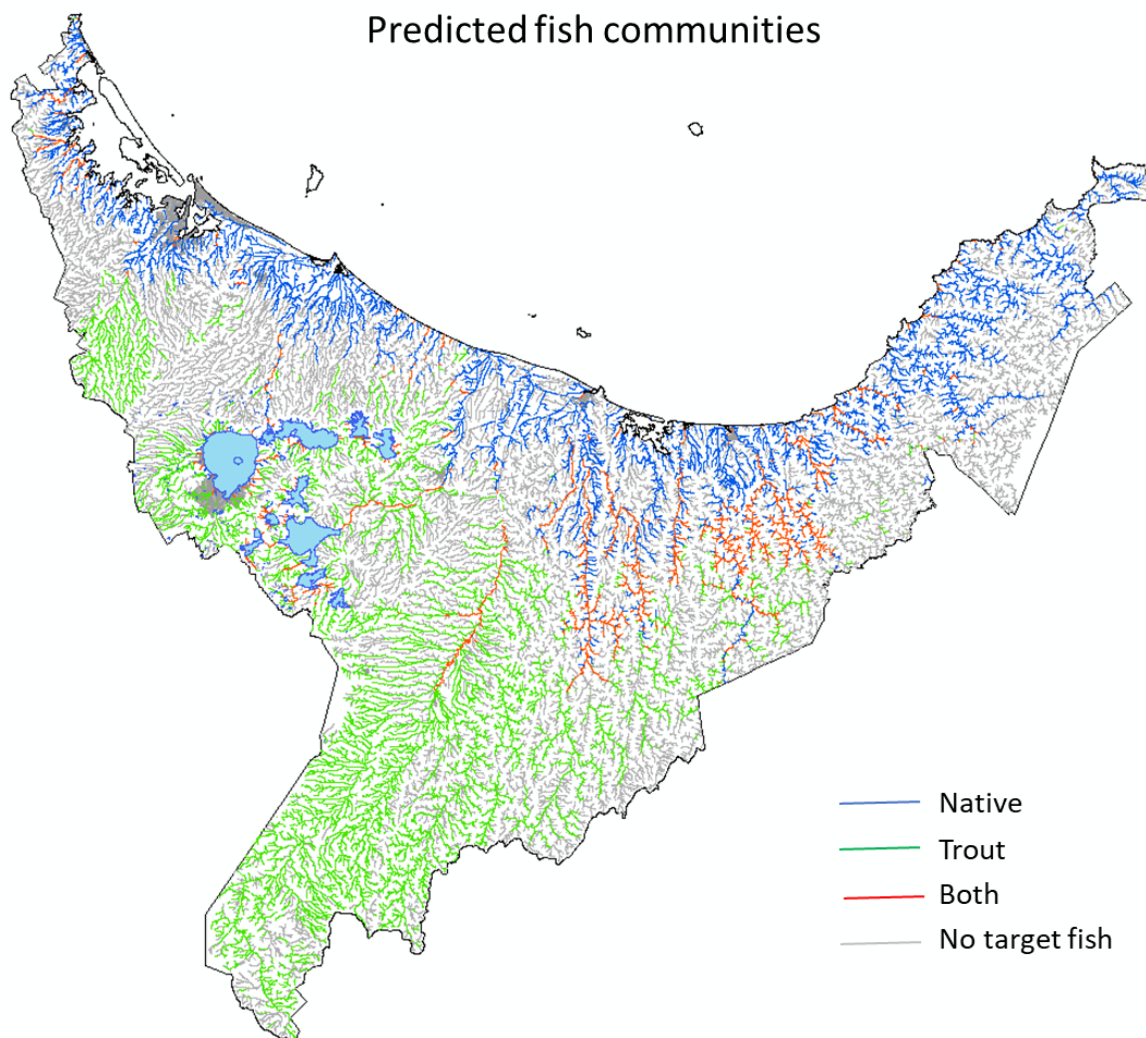 Predicted fish communities
Native
Trout
Both
No target fish